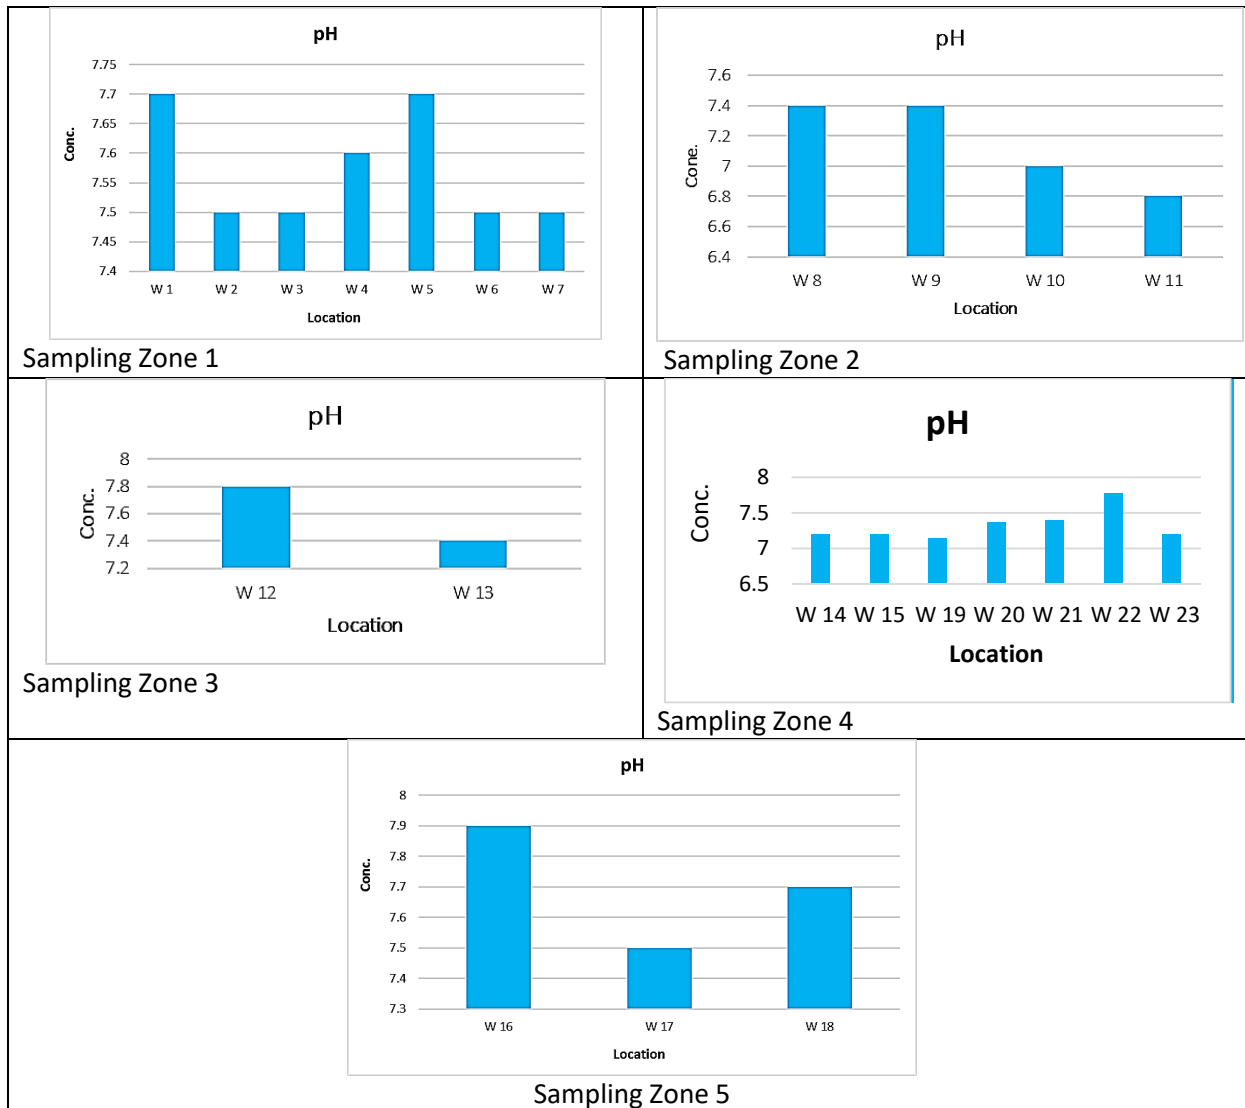 pH
Conc.
7.75
7.7
7.65
7.6
7.55
7.5
7.45
7.4
W 1 W 2 W 3 W 4 W 5 W 6 W 7
Location
Sampling Zone 1
pH
Cone.
7.6
7.4
7.2
7
6.8
6.6
6.4
W 8 W 9 W 10 W 11
Location
Sampling Zone 2
pH
Conc.
8
7.8
7.6
7.4
7.2
W 12 W 13
Location
Sampling Zone 3
pH
Conc.
8
7.5
7
6.5
W 14 W 15 W 19 W 20 W 21 W 22 W 23
Location
Sampling Zone 4
pH
Conc.
8
7.9
7.8
7.7
7.6
7.5
7.4
7.3
W 16 W 17 W 18
Location
Sampling Zone 5